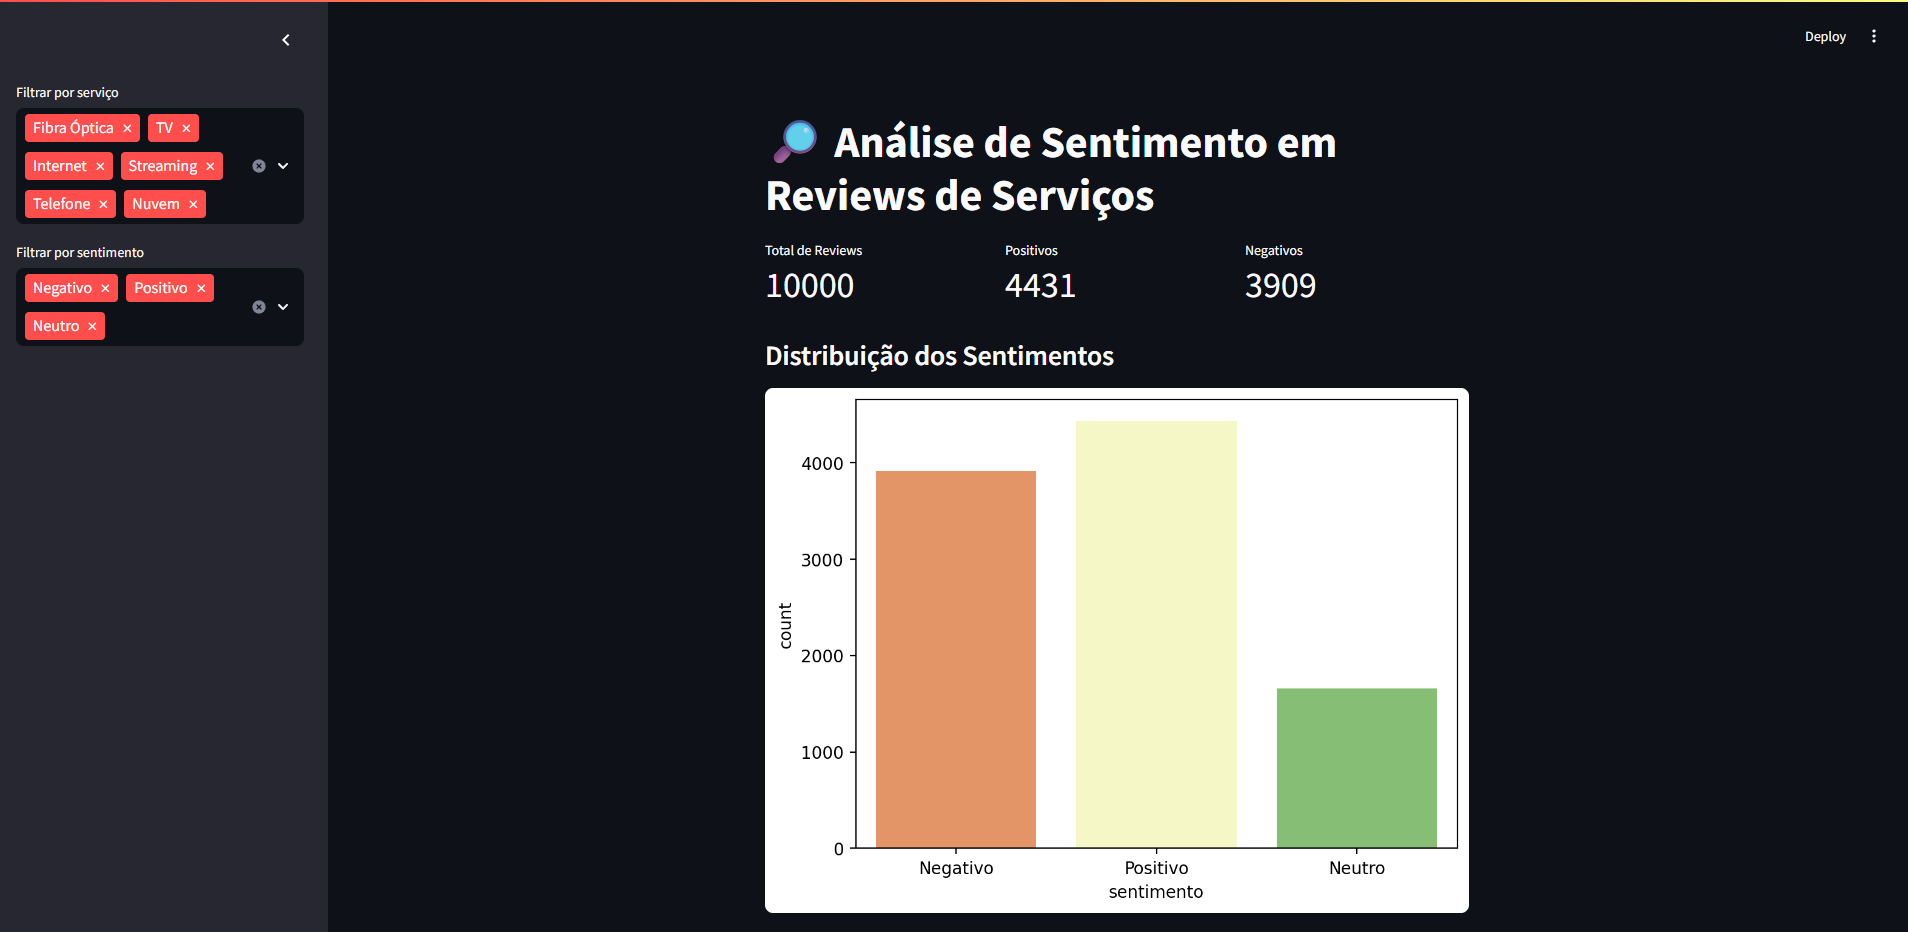 Deploy
Filtrar por serviço
Fibra Óptica
TV
Internet
Streaming
Telefone
Nuvem
Filtrar por sentimento
Negativo
Positivo
Neutro
Análise de Sentimento em
Reviews de Serviços
Total de Reviews
10000
Positivos
4431
Negativos
3909
Distribuição dos Sentimentos
4000
3000
2000
1000
0
count
Negativo
Positivo
Neutro
sentimento